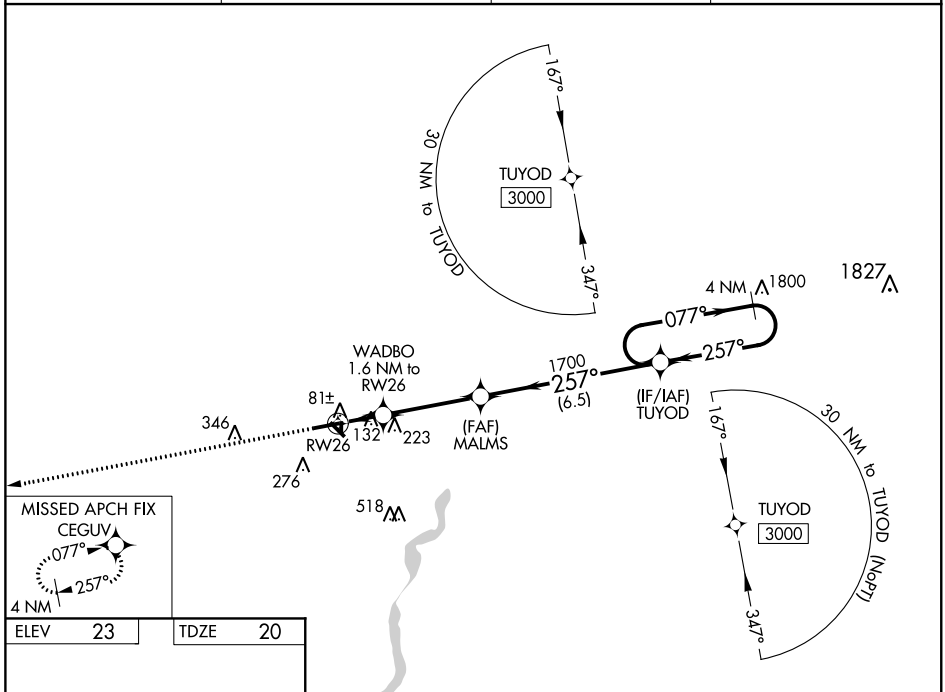 167°
30 NM to TUYOD
TUYOD
3000
347°
1827
4 NM
1800
077°
257°
WADBO
1.6 NM to
RW26
1700
257°
(6.5)
(IF/IAF)
TUYOD
81±
(FAF)
MALMS
346
132
223
RW26
276
167°
30 NM to TUYOD (NoPT)
518
TUYOD
3000
347°
MISSED APCH FIX
CEGUV
077°
257°
4 NM
ELEV 23 TDZE 20